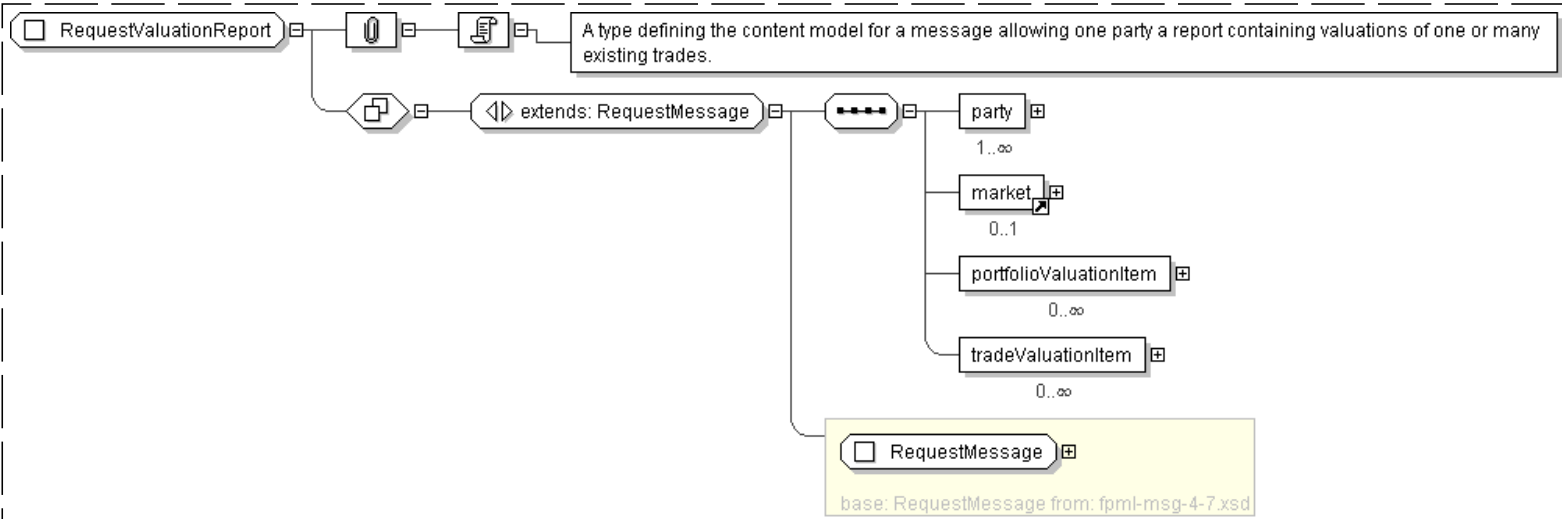 RequestValuationReport
A type defining the content model for a message allowing one party a report containing valuations of one or many
existing trades.
extends: RequestMessage
party
1..∞
market
0..1
portfolioValuationItem
0..∞
tradeValuationItem
0..∞
RequestMessage
base: RequestMessage from: fpml-msg-4-7.xsd